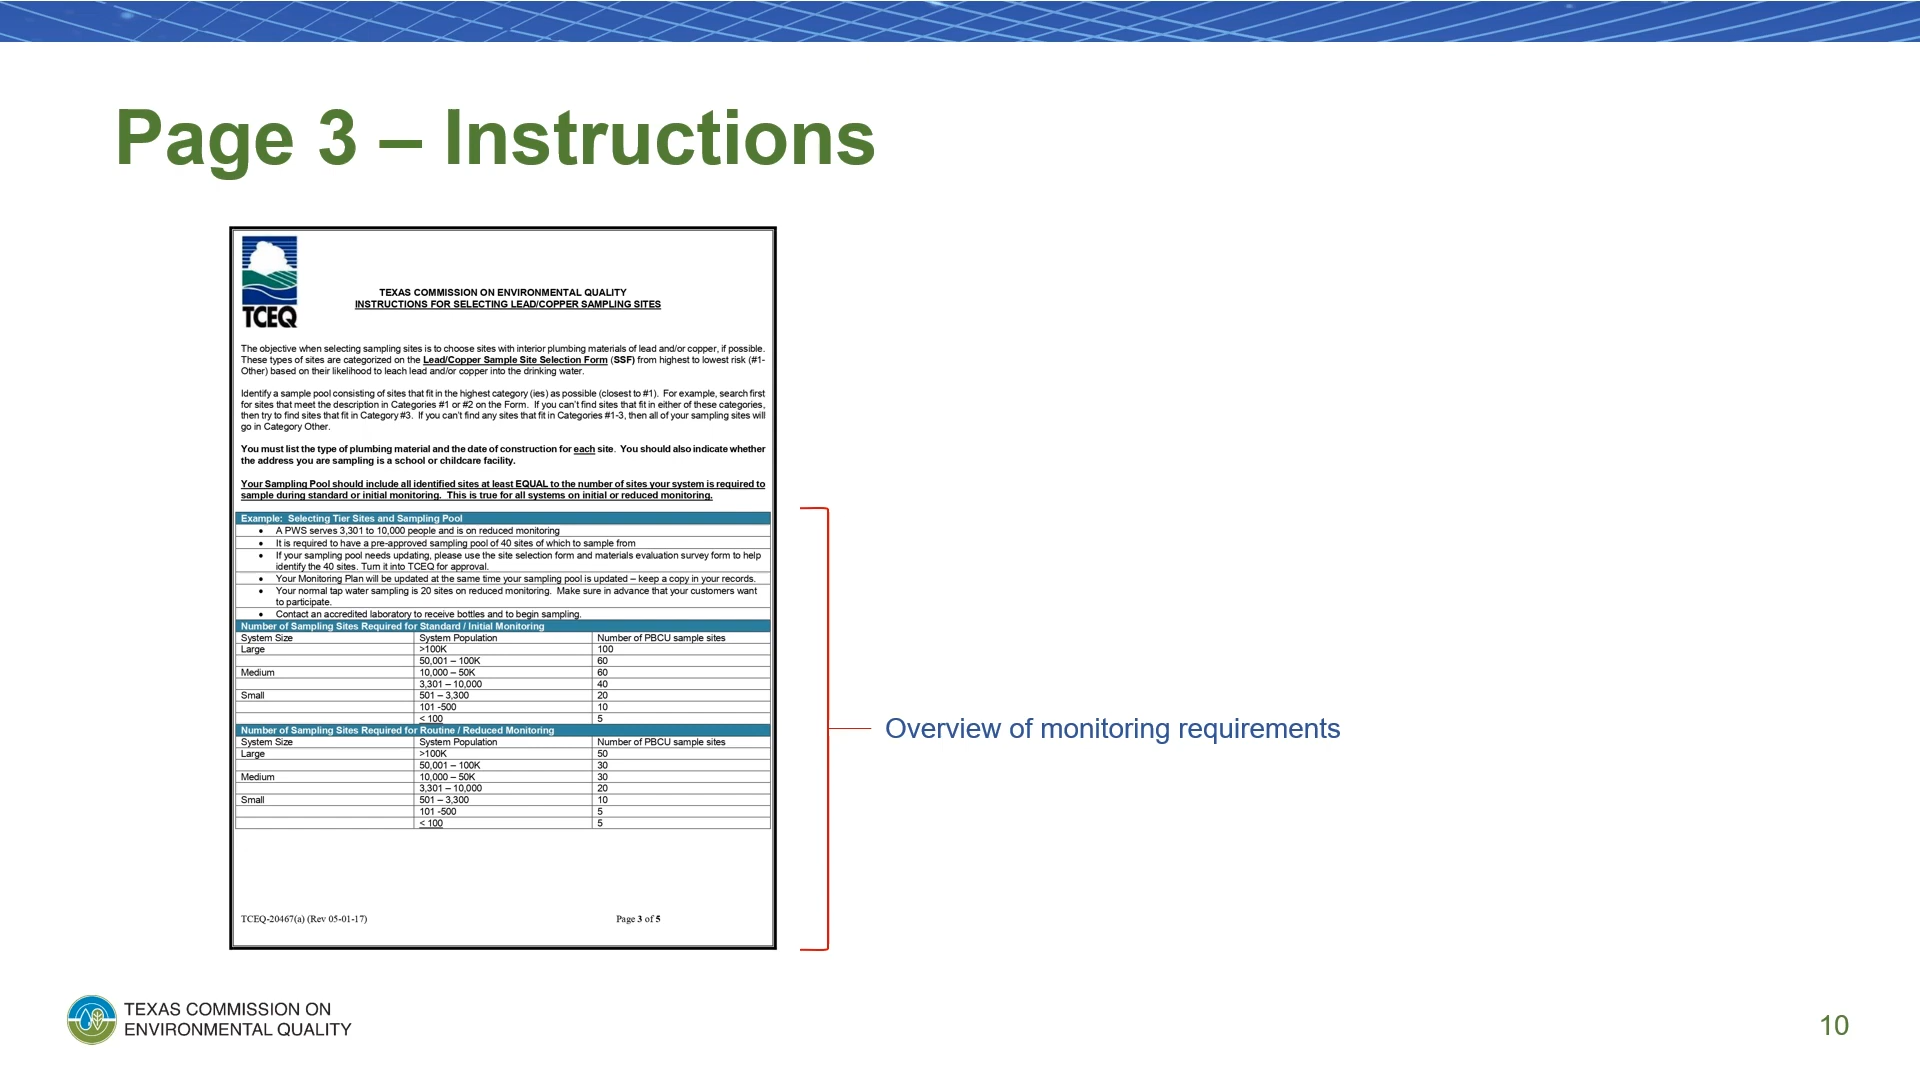 Page 3 – Instructions
TCEQ
TEXAS COMMISSION ON ENVIRONMENTAL QUALITY
INSTRUCTIONS FOR SELECTING LEAD/COPPER SAMPLING SITES
The objective when selecting sampling sites is to choose sites with interior plumbing materials of lead and/or copper, if possible.
These types of sites are categorized on the Lead/Copper Sample Site Selection Form (SSF) from highest to lowest risk (#1-
Other) based on their likelihood to leach lead and/or copper into the drinking water.
Identify a sample pool consisting of sites that fit in the highest category (ies) as possible (closest to #1). For example, search first
for sites that meet the description in Categories #1 or #2 on the Form. If you can't find sites that fit in either of these categories,
then try to find sites that fit in Category #3. If you can't find any sites that fit in Categories #1-3, then all of your sampling sites will
go in Category Other.
You must list the type of plumbing material and the date of construction for each site. You should also indicate whether
the address you are sampling is a school or childcare facility.
Your Sampling Pool should include all identified sites at least EQUAL to the number of sites your system is required to
sample during standard or initial monitoring. This is true for all systems on initial or reduced monitoring.
Example: Selecting Tier Sites and Sampling Pool
• A PWS serves 3,301 to 10,000 people and is on reduced monitoring
• It is required to have a pre-approved sampling pool of 40 sites of which to sample from
• If your sampling pool needs updating, please use the site selection form and materials evaluation survey form to help
identify the 40 sites. Turn it into TCEQ for approval.
• Your Monitoring Plan will be updated at the same time your sampling pool is updated – keep a copy in your records.
• Your normal tap water sampling is 20 sites on reduced monitoring. Make sure in advance that your customers want
to participate.
• Contact an accredited laboratory to receive bottles and to begin sampling.
Number of Sampling Sites Required for Standard / Initial Monitoring
System Size System Population Number of PBCU sample sites
Large >100K 100
50,001 – 100K 60
Medium 10,000 – 50K 60
3,301 – 10,000 40
Small 501 – 3,300 20
101 -500 10
< 100 5
Number of Sampling Sites Required for Routine / Reduced Monitoring
System Size System Population Number of PBCU sample sites
Large >100K 50
50,001 – 100K 30
Medium 10,000 – 50K 30
3,301 – 10,000 20
Small 501 – 3,300 10
101 -500 5
< 100 5
TCEQ-20467(a) (Rev 05-01-17) Page 3 of 5
Overview of monitoring requirements
TEXAS COMMISSION ON
ENVIRONMENTAL QUALITY
10